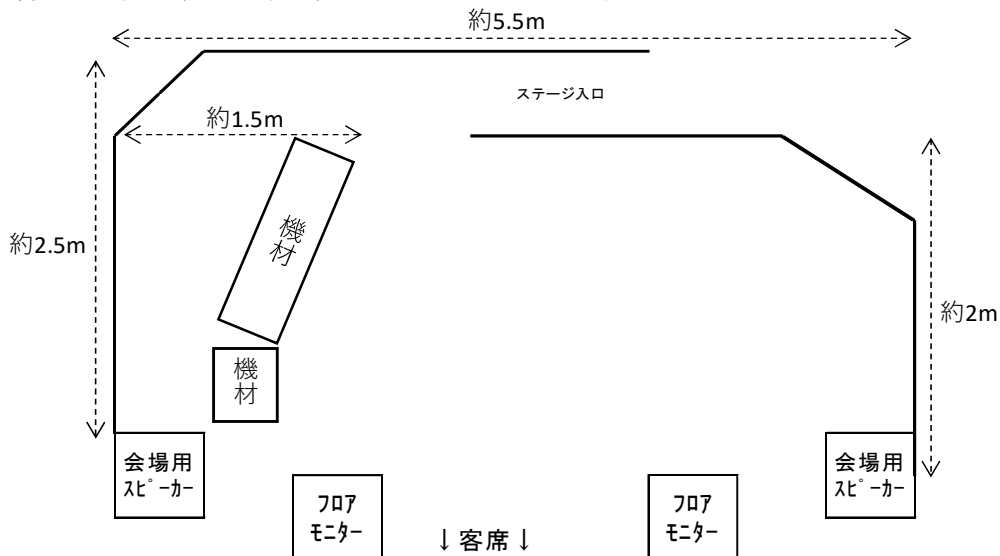 約5.5m
ステージ入口
約1.5m
機
材
約2.5m
約2m
機
材
会場用
ｽﾋﾟｰｶｰ
会場用
ｽﾋﾟｰｶｰ
ﾌﾛｱ
ﾓﾆﾀｰ
ﾌﾛｱ
ﾓﾆﾀｰ
↓客席↓